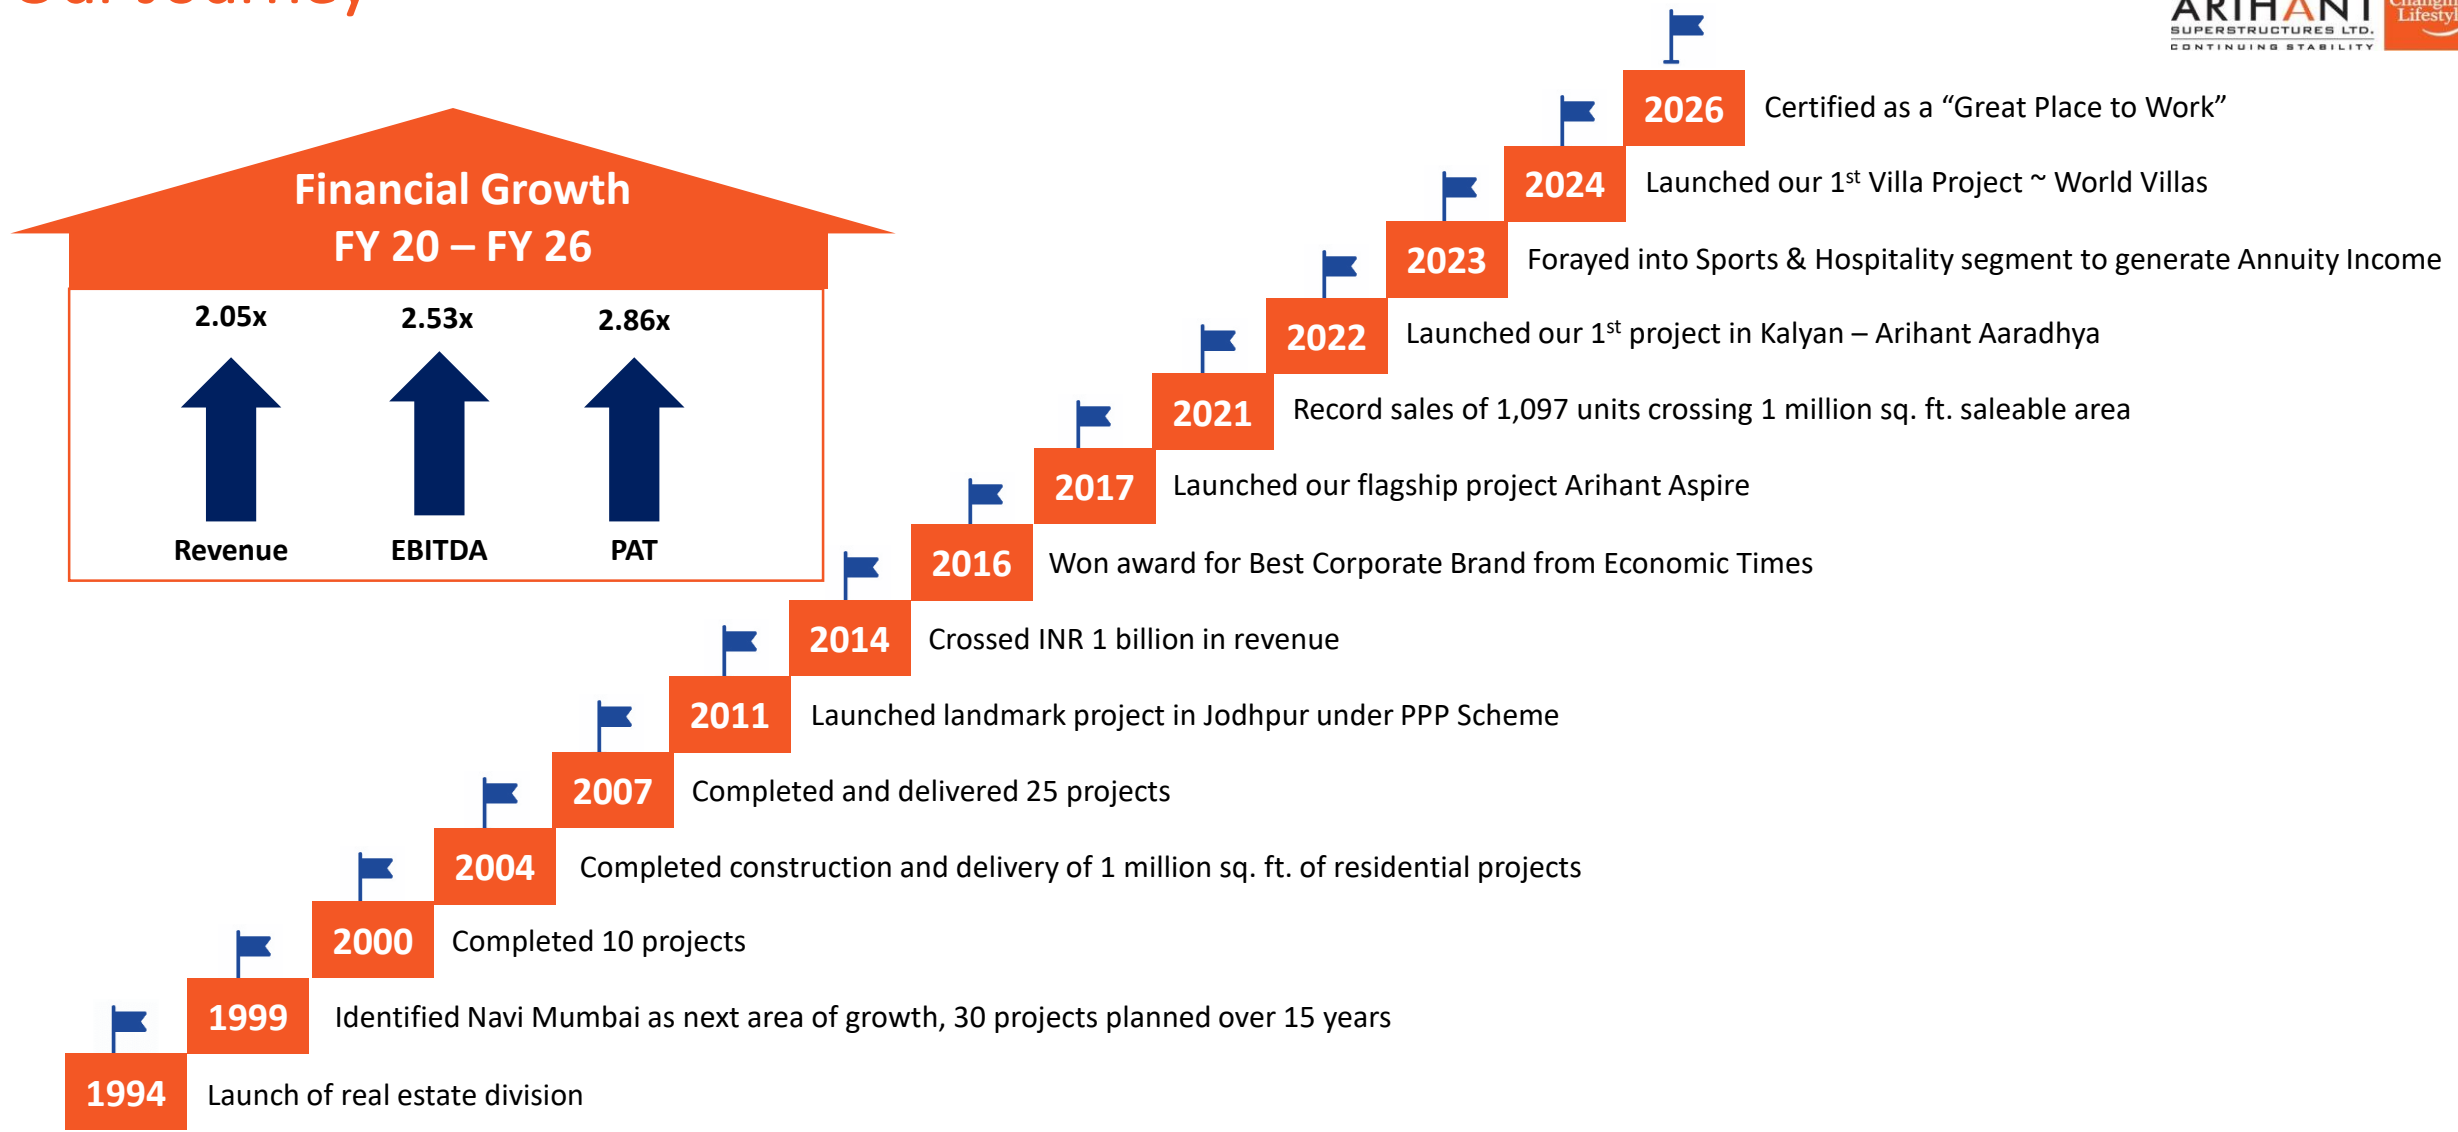 Our Journey
ARIHANT
SUPERSTRUCTURES LTD.
CONTINUING STABILITY
Lifestyl
Financial Growth
FY 20 – FY 26
2.05x 2.53x 2.86x
Revenue EBITDA PAT
2026 Certified as a “Great Place to Work”
2024 Launched our 1st Villa Project ~ World Villas
2023 Forayed into Sports & Hospitality segment to generate Annuity Income
2022 Launched our 1st project in Kalyan – Arihant Aaradhya
2021 Record sales of 1,097 units crossing 1 million sq. ft. saleable area
2017 Launched our flagship project Arihant Aspire
2016 Won award for Best Corporate Brand from Economic Times
2014 Crossed INR 1 billion in revenue
2011 Launched landmark project in Jodhpur under PPP Scheme
2007 Completed and delivered 25 projects
2004 Completed construction and delivery of 1 million sq. ft. of residential projects
2000 Completed 10 projects
1999 Identified Navi Mumbai as next area of growth, 30 projects planned over 15 years
1994 Launch of real estate division